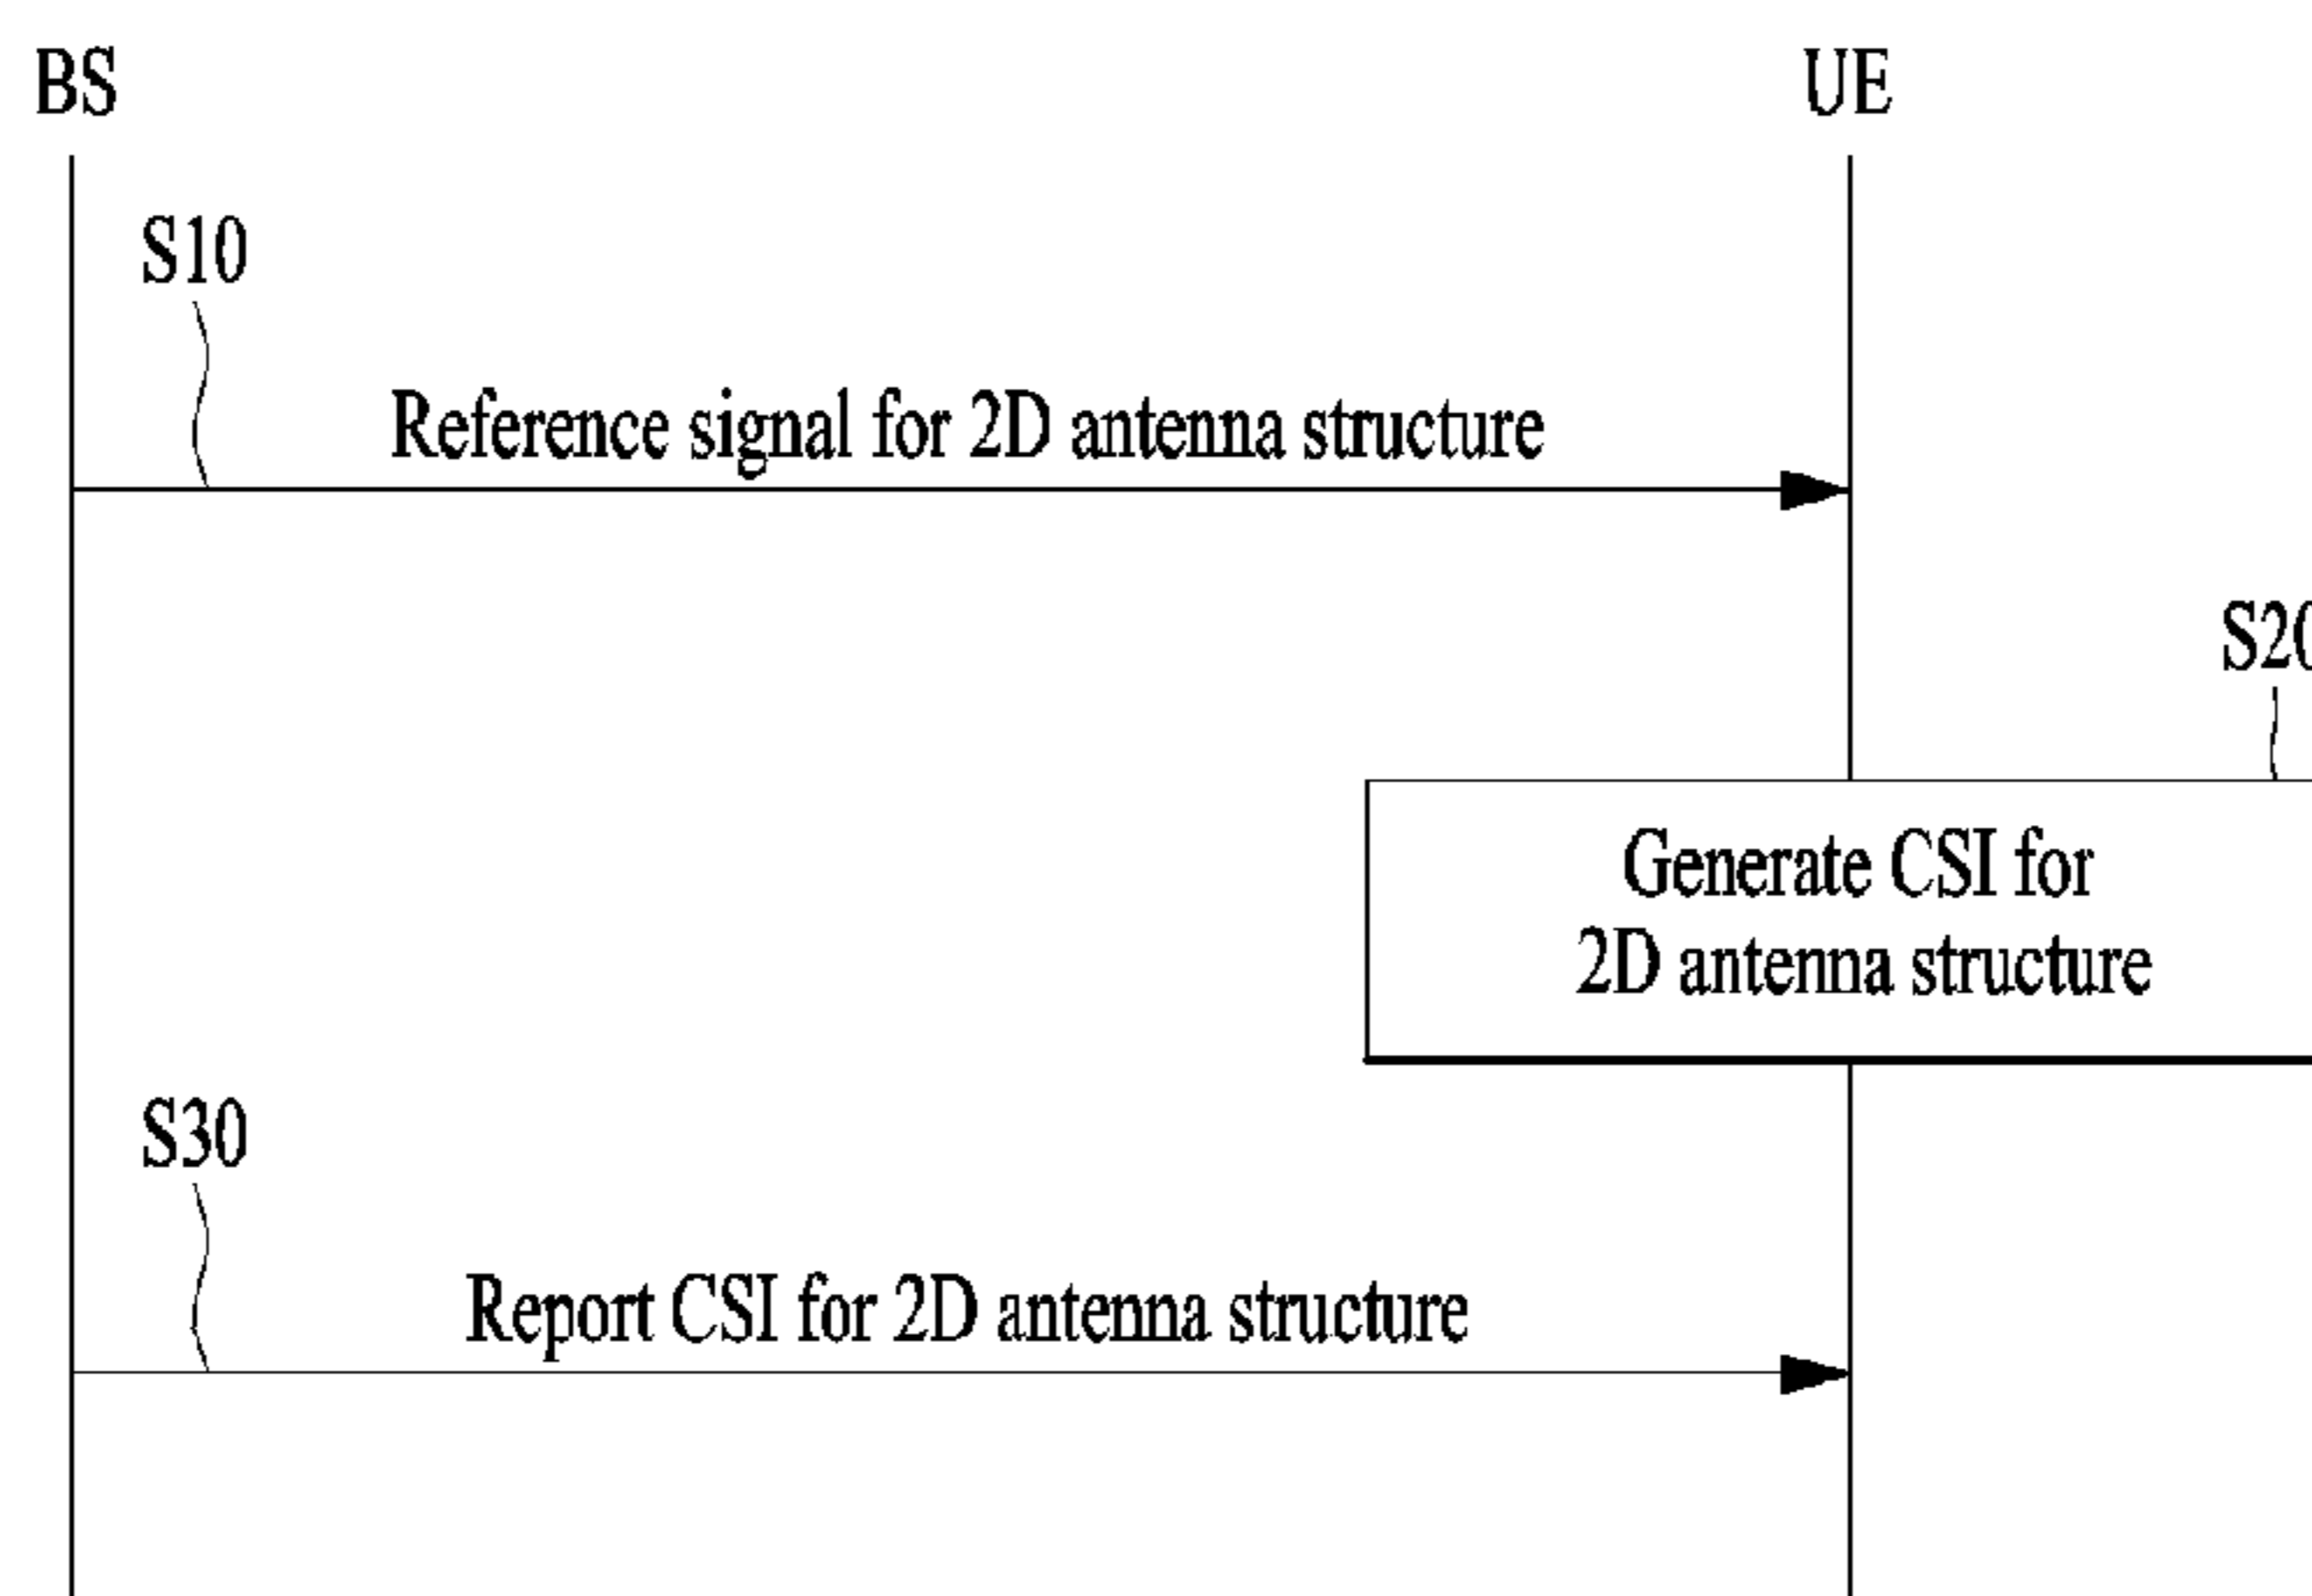 BS
UE
S10
Reference signal for 2D antenna structure
S20
Generate CSI for
2D antenna structure
S30
Report CSI for 2D antenna structure